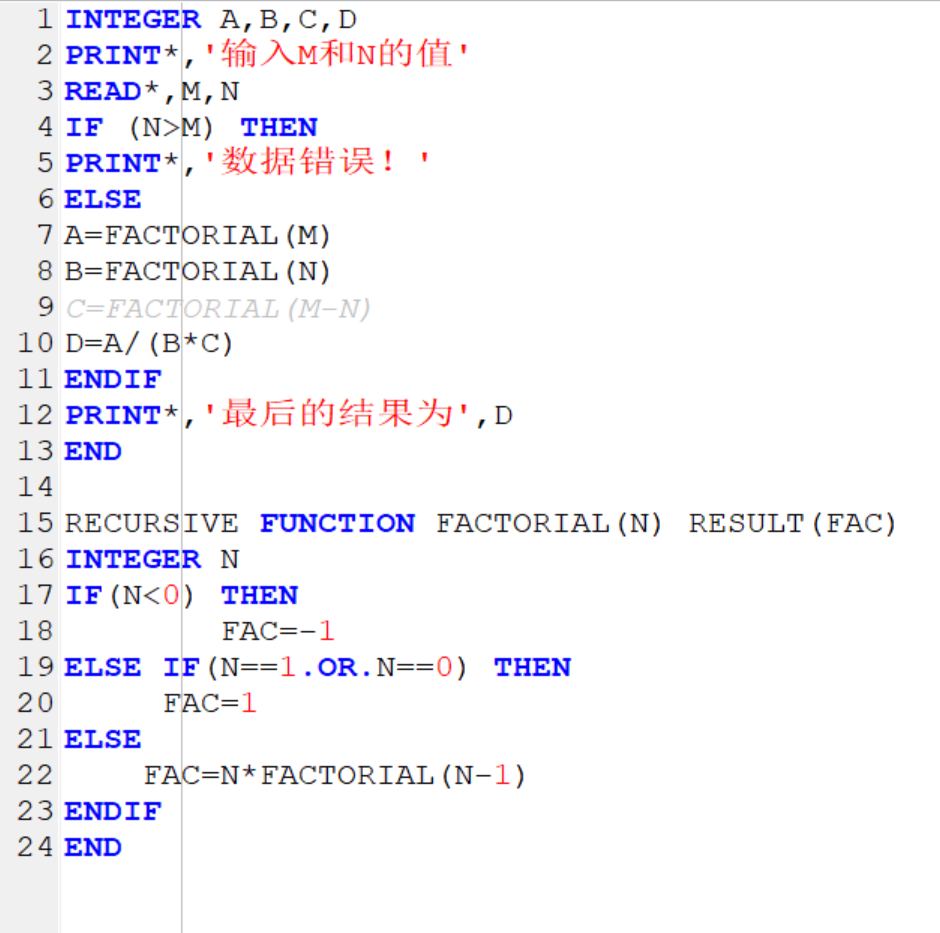 1 INTEGER A,B,C,D
2 PRINT*,'输入M和N的值'
3 READ*,M,N
4 IF (N>M) THEN
5 PRINT*,'数据错误! '
6 ELSE
7 A=FACTORIAL(M)
8 B=FACTORIAL(N)
9 C=FACTORIAL(M-N)
10 D=A/(B*C)
11 ENDIF
12 PRINT*,'最后的结果为',D
13 END
14
15 RECURSIVE FUNCTION FACTORIAL(N) RESULT(FAC)
16 INTEGER N
17 IF(N<0) THEN
18 FAC=-1
19 ELSE IF(N==1.OR.N==0) THEN
20 FAC=1
21 ELSE
22 FAC=N*FACTORIAL(N-1)
23 ENDIF
24 END